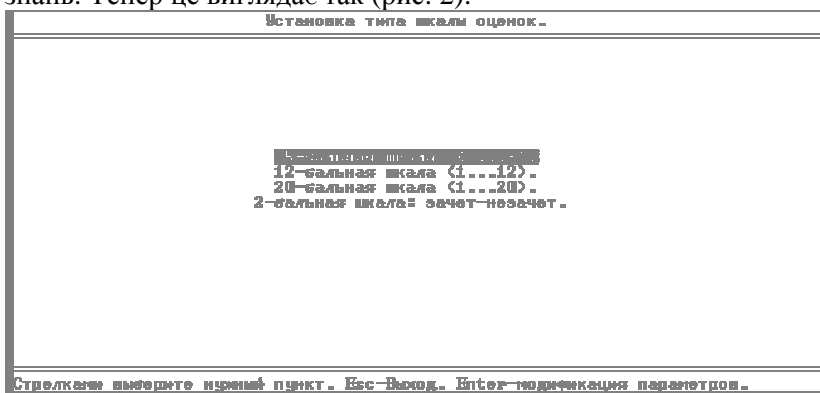 знань. Тепер це виглядає так (рис. 2).
Установка типа шкалы оценок.
шкала
12-бальная шкала (1...12).
20-бальная шкала (1...20).
2-бальная шкала: зачет-незачет.
Стрелками выберите нужный пункт. Esc-Выход. Enter-модификация параметров.